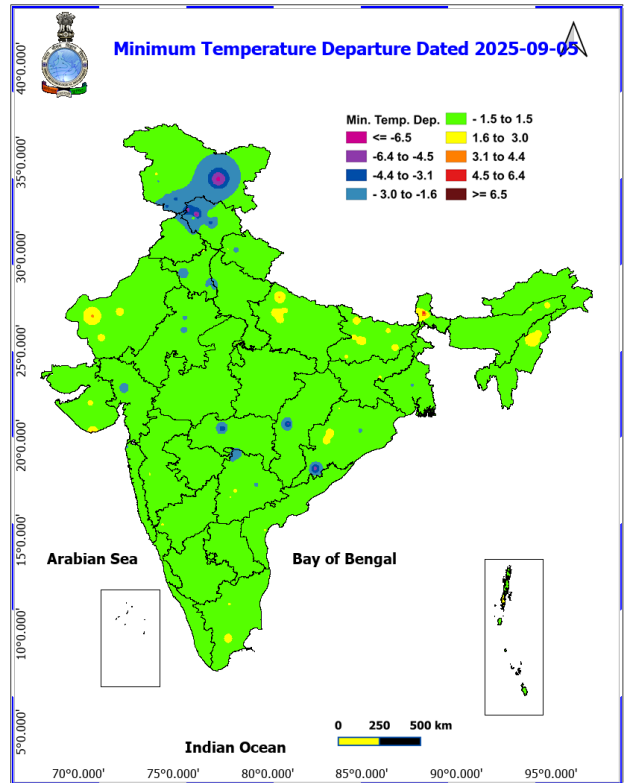 Minimum Temperature Departure Dated 2025-09-05
Min. Temp. Dep.
<= -6.5
-6.4 to -4.5
-4.4 to -3.1
- 3.0 to -1.6
- 1.5 to 1.5
1.6 to 3.0
3.1 to 4.4
4.5 to 6.4
>= 6.5
40°0.000'
35°0.000'
30°0.000'
25°0.000'
20°0.000'
15°0.000'
10°0.000'
5°0.000'
Arabian Sea
Bay of Bengal
Indian Ocean
0 250 500 km
70°0.000' 75°0.000' 80°0.000' 85°0.000' 90°0.000' 95°0.000'